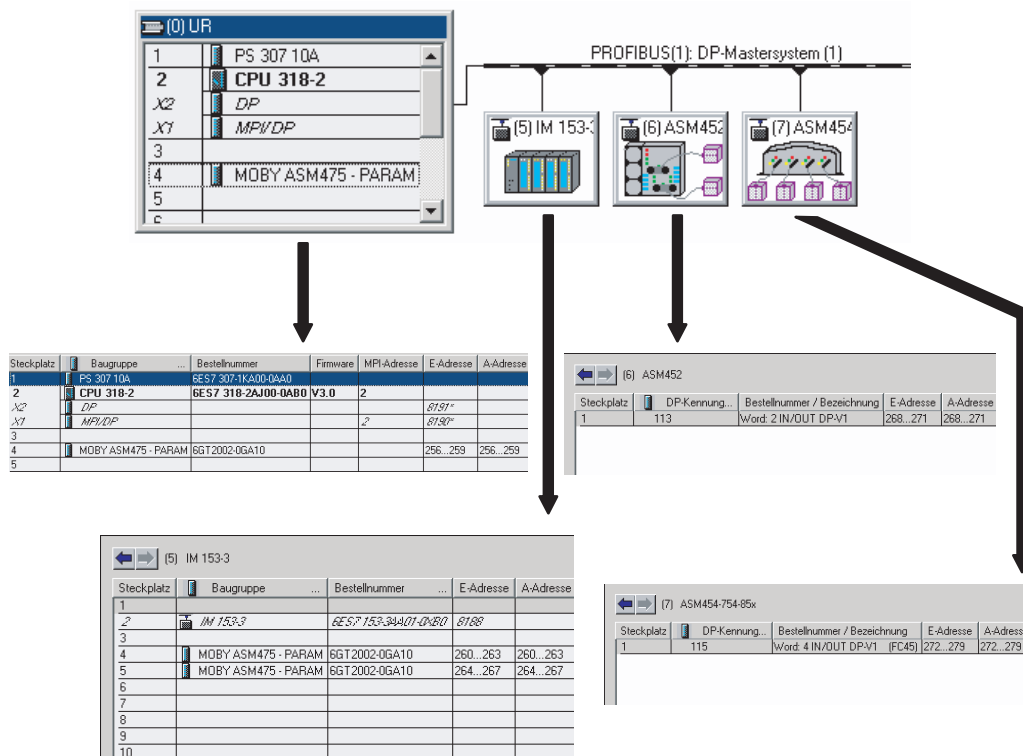 (0) UR
1 PS 307 10A
2 CPU 318-2
X2 DP
X1 MPI/DP
3
4 MOBY ASM475 - PARAM
5
PROFIBUS(1): DP-Mastersystem (1)
(5) IM 153-3
(6) ASM452
(7) ASM454
Steckplatz Baugruppe ... Bestellnummer Firmware MPI-Adresse E-Adresse A-Adresse
1 PS 307 10A 6ES7 307-1KA00-0AA0
2 CPU 318-2 6ES7 318-2AJ00-0AB0 V3.0 2
X2 DP 8191*
X1 MPI/DP 2 8190*
3
4 MOBY ASM475 - PARAM 6GT2002-0GA10 256...259 256...259
5
(6) ASM452
Steckplatz DP-Kennung... Bestellnummer / Bezeichnung E-Adresse A-Adresse
1 113 Word: 2 IN/OUT DP-V1 268...271 268...271
(5) IM 153-3
Steckplatz Baugruppe ... Bestellnummer ... E-Adresse A-Adresse
1
2 IM 153-3 6ES7 153-3AA01-0XB0 8188
3
4 MOBY ASM475 - PARAM 6GT2002-0GA10 260...263 260...263
5 MOBY ASM475 - PARAM 6GT2002-0GA10 264...267 264...267
6
7
8
9
10
(7) ASM454-754-85x
Steckplatz DP-Kennung... Bestellnummer / Bezeichnung E-Adresse A-Adress
1 115 Word: 4 IN/OUT DP-V1 (FC45) 272...279 272...279